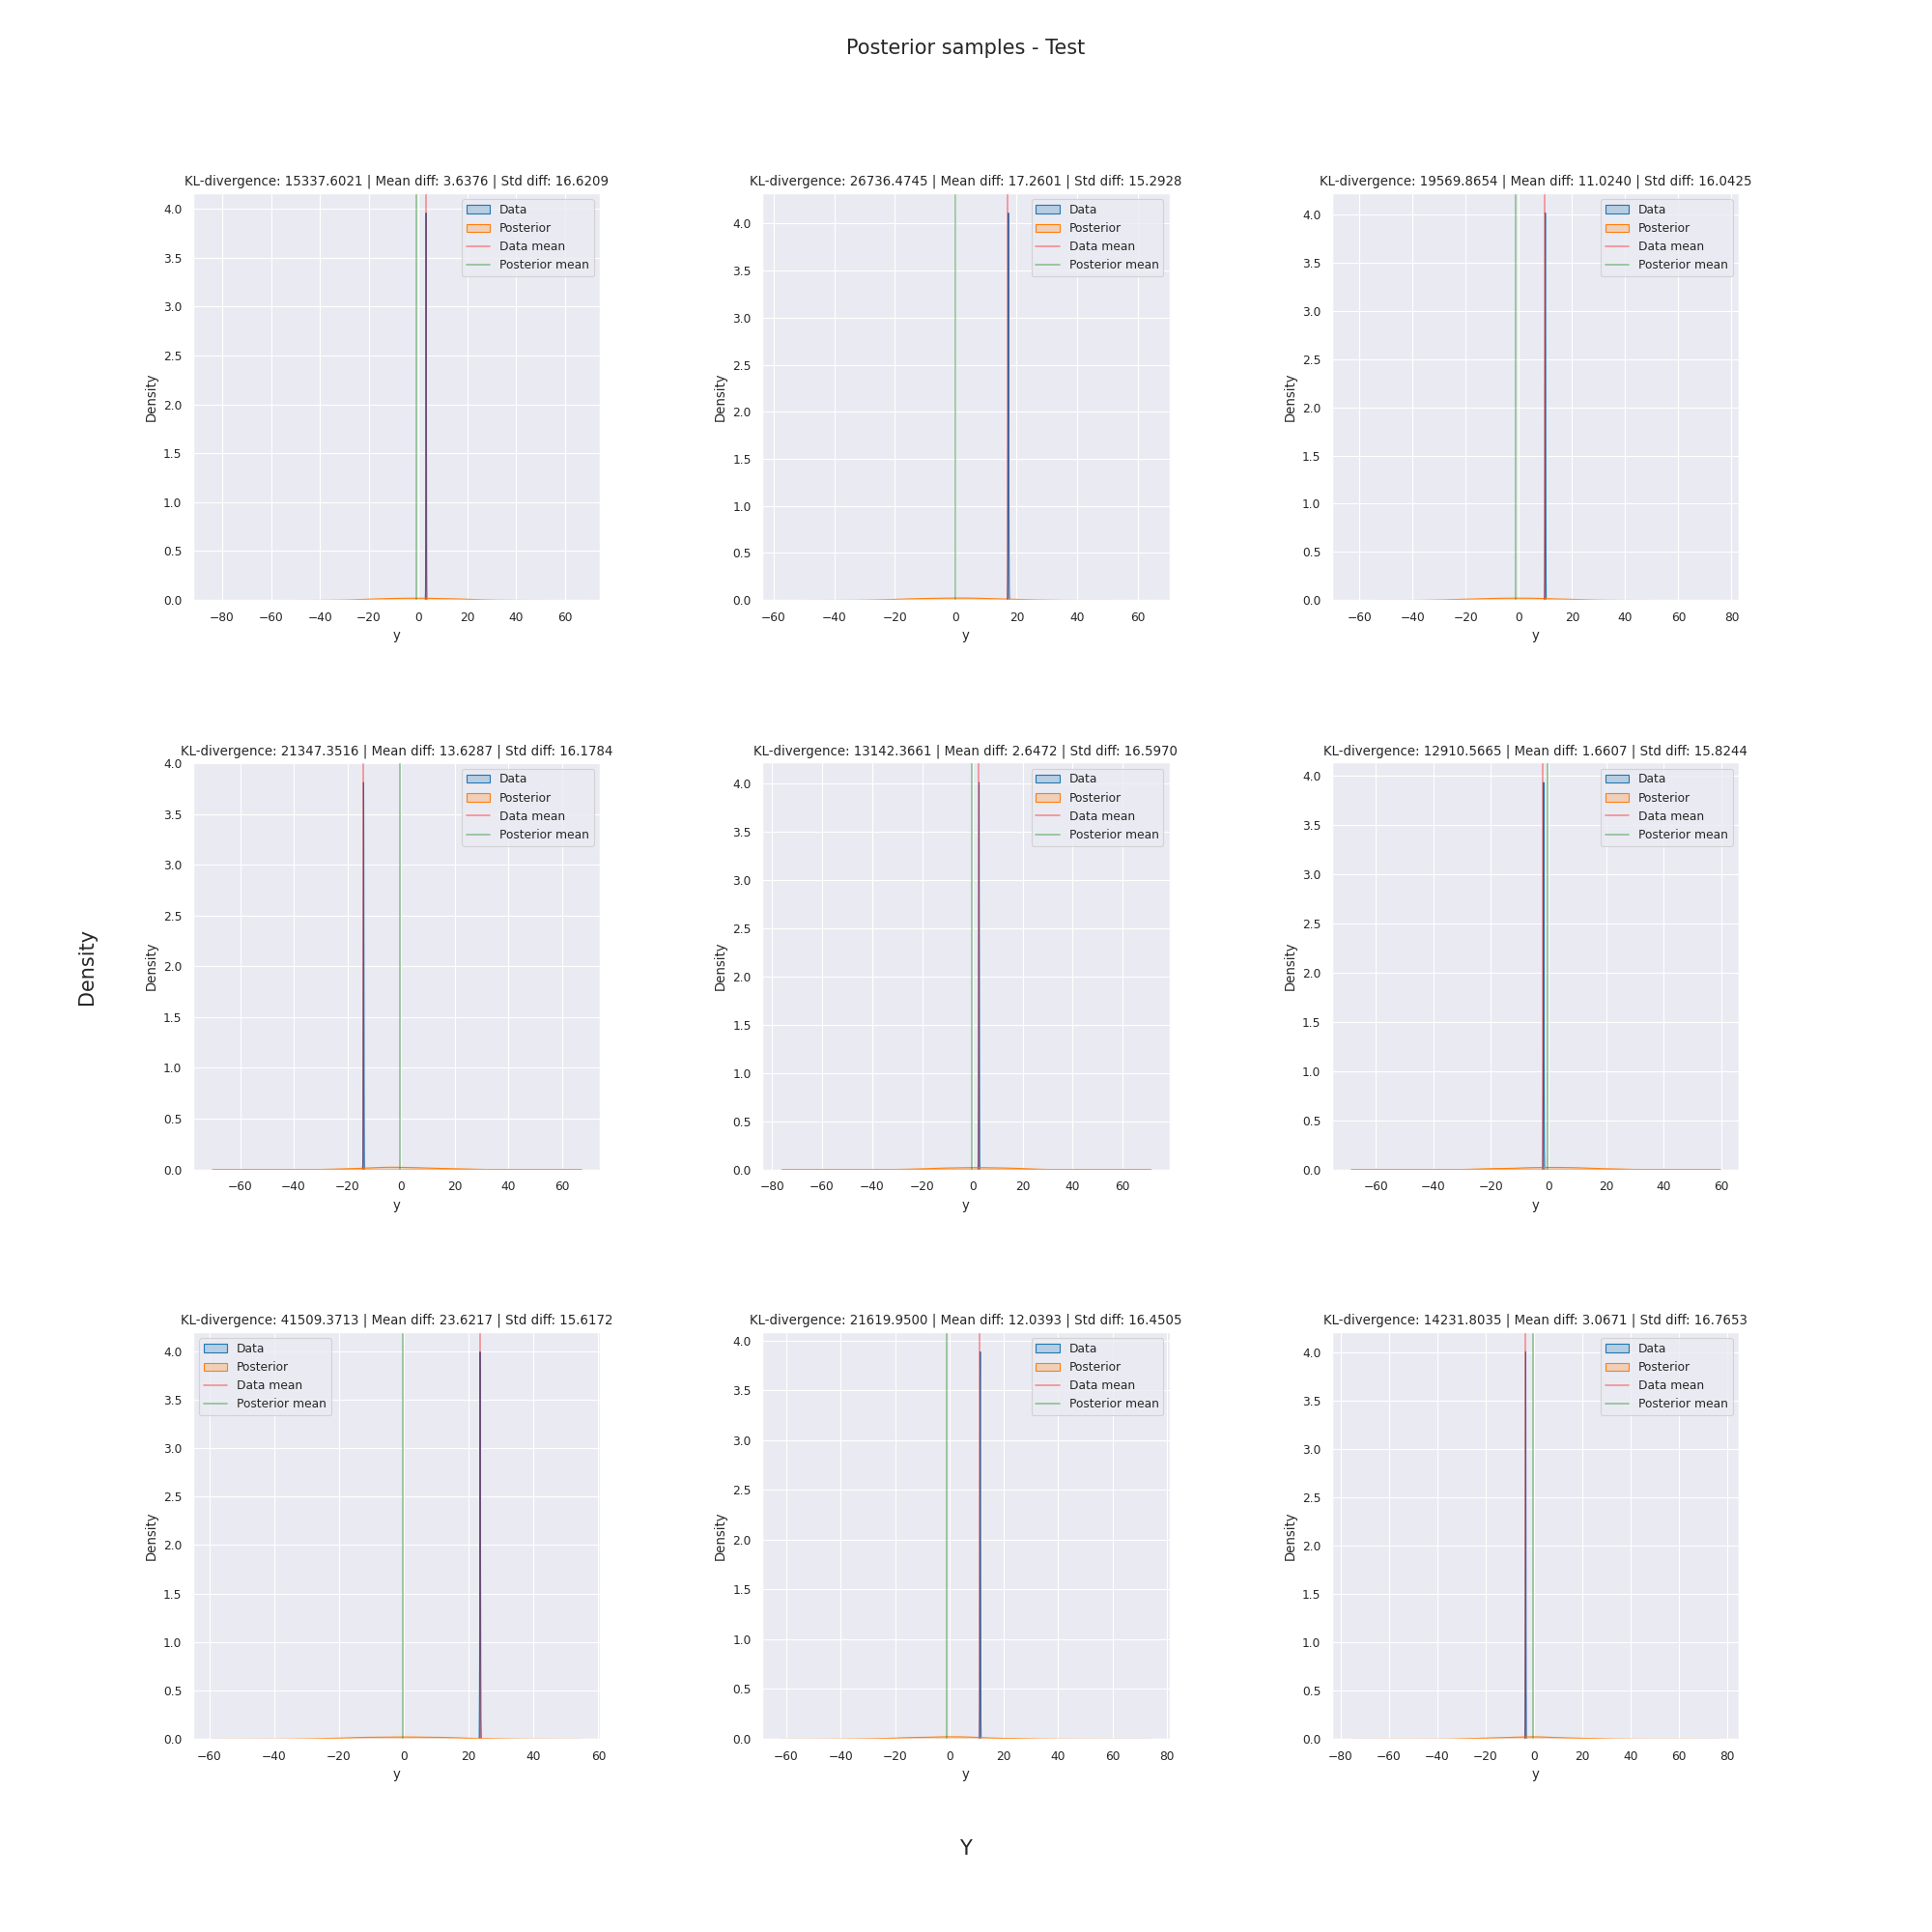 Posterior samples - Test
KL-divergence: 15337.6021 | Mean diff: 3.6376 | Std diff: 16.6209
4.0
3.5
3.0
2.5
2.0
1.5
1.0
0.5
0.0
Density
Data
Posterior
Data mean
Posterior mean
−80 −60 −40 −20 0 20 40 60
y
KL-divergence: 26736.4745 | Mean diff: 17.2601 | Std diff: 15.2928
4.0
3.5
3.0
2.5
2.0
1.5
1.0
0.5
0.0
Density
Data
Posterior
Data mean
Posterior mean
−60 −40 −20 0 20 40 60
y
KL-divergence: 19569.8654 | Mean diff: 11.0240 | Std diff: 16.0425
4.0
3.5
3.0
2.5
2.0
1.5
1.0
0.5
0.0
Density
Data
Posterior
Data mean
Posterior mean
−60 −40 −20 0 20 40 60 80
y
Density
KL-divergence: 21347.3516 | Mean diff: 13.6287 | Std diff: 16.1784
4.0
3.5
3.0
2.5
2.0
1.5
1.0
0.5
0.0
Density
Data
Posterior
Data mean
Posterior mean
−60 −40 −20 0 20 40 60
y
KL-divergence: 13142.3661 | Mean diff: 2.6472 | Std diff: 16.5970
4.0
3.5
3.0
2.5
2.0
1.5
1.0
0.5
0.0
Density
Data
Posterior
Data mean
Posterior mean
−80 −60 −40 −20 0 20 40 60
y
KL-divergence: 12910.5665 | Mean diff: 1.6607 | Std diff: 15.8244
4.0
3.5
3.0
2.5
2.0
1.5
1.0
0.5
0.0
Density
Data
Posterior
Data mean
Posterior mean
−60 −40 −20 0 20 40 60
y
KL-divergence: 41509.3713 | Mean diff: 23.6217 | Std diff: 15.6172
4.0
3.5
3.0
2.5
2.0
1.5
1.0
0.5
0.0
Density
Data
Posterior
Data mean
Posterior mean
−60 −40 −20 0 20 40 60
y
KL-divergence: 21619.9500 | Mean diff: 12.0393 | Std diff: 16.4505
4.0
3.5
3.0
2.5
2.0
1.5
1.0
0.5
0.0
Density
Data
Posterior
Data mean
Posterior mean
−60 −40 −20 0 20 40 60 80
y
KL-divergence: 14231.8035 | Mean diff: 3.0671 | Std diff: 16.7653
4.0
3.5
3.0
2.5
2.0
1.5
1.0
0.5
0.0
Density
Data
Posterior
Data mean
Posterior mean
−80 −60 −40 −20 0 20 40 60 80
y
Y